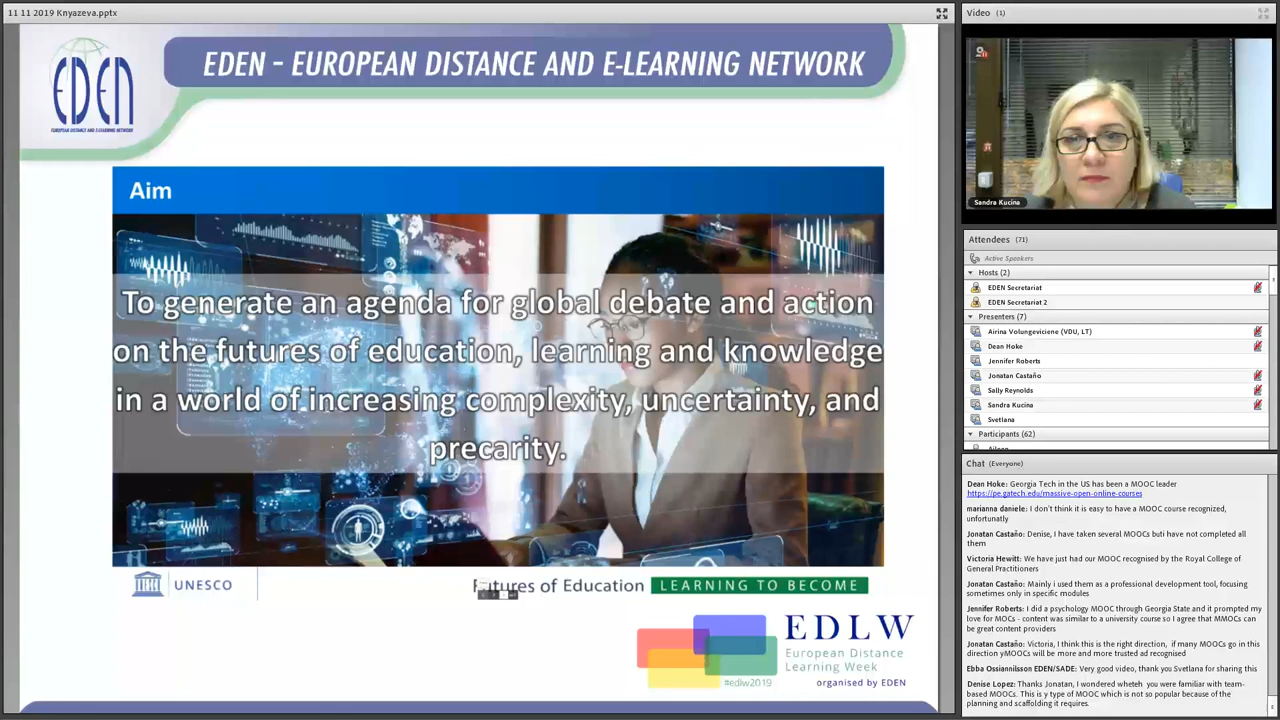 11 11 2019 Knyazeva.pptx
EDEN
EUROPEAN DISTANCE AND E-LEARNING NETWORK
EDEN - EUROPEAN DISTANCE AND E-LEARNING NETWORK
Aim
To generate an agenda for global debate and action
on the futures of education, learning and knowledge
in a world of increasing complexity, uncertainty, and
precarity.
UNESCO
Futures of Education LEARNING TO BECOME
EDLW
European Distance
Learning Week
#edlw2019
organised by EDEN
Video (1)
Sandra Kucina
Attendees (71)
Active Speakers
Hosts (2)
EDEN Secretariat
EDEN Secretariat 2
Presenters (7)
Airina Volungeviciene (VDU, LT)
Dean Hoke
Jennifer Roberts
Jonatan Castaño
Sally Reynolds
Sandra Kucina
Svetlana
Participants (62)
Aileen
Chat (Everyone)
Dean Hoke: Georgia Tech in the US has been a MOOC leader
https://pe.gatech.edu/massive-open-online-courses
marianna daniele: I don't think it is easy to have a MOOC course recognized,
unfortunatly
Jonatan Castaño: Denise, I have taken several MOOCs buti have not completed all
them
Victoria Hewitt: We have just had our MOOC recognised by the Royal College of
General Practitioners
Jonatan Castaño: Mainly i used them as a professional development tool, focusing
sometimes only in specific modules
Jennifer Roberts: I did a psychology MOOC through Georgia State and it prompted my
love for MOCs - content was similar to a university course so I agree that MMOCs can
be great content providers
Jonatan Castaño: Victoria, I think this is the right direction, if many MOOCs go in this
direction yMOOCs will be more and more trusted ad recognised
Ebba Ossiannilsson EDEN/SADE: Very good video, thank you Svetlana for sharing this
Denise Lopez: Thanks Jonatan, I wondered wheteh you were familiar with team-
based MOOCs. This is y type of MOOC which is not so popular because of the
planning and scaffolding it requires.